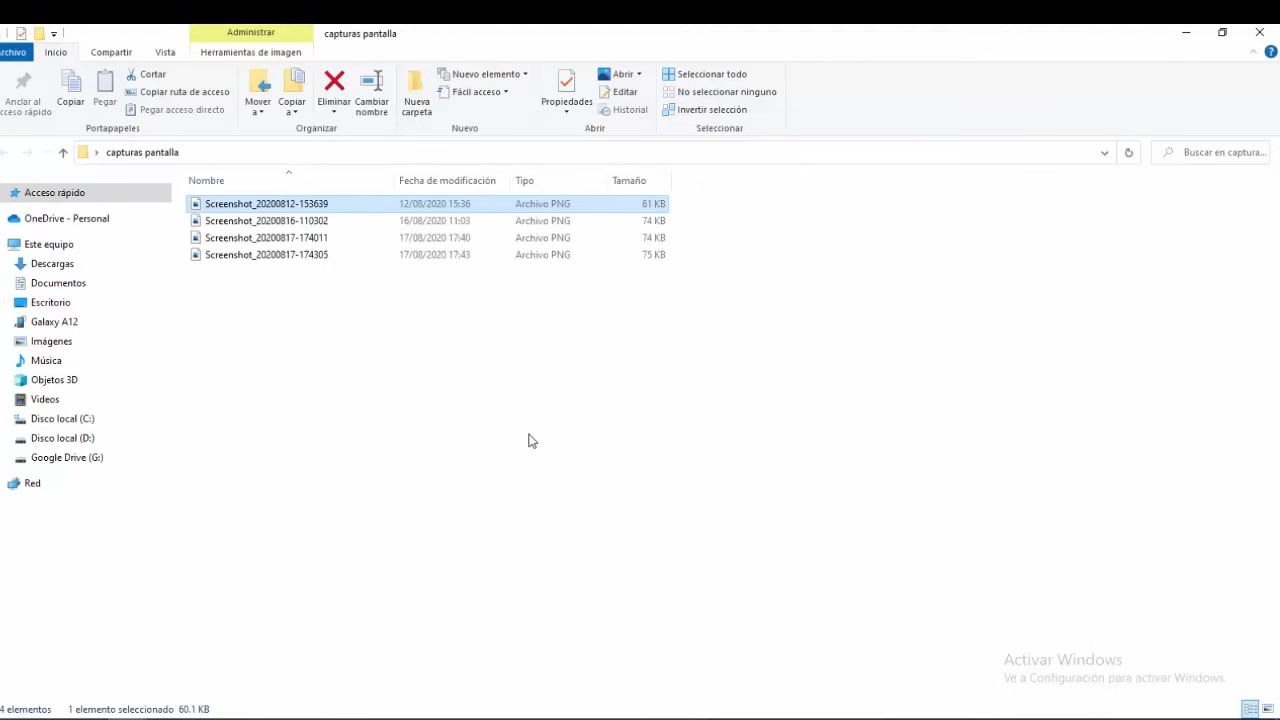 Administrar
capturas pantalla
Archivo
Inicio
Compartir
Vista
Herramientas de imagen
Anclar al
acceso rápido
Copiar
Pegar
Cortar
Copiar ruta de acceso
Pegar acceso directo
Portapapeles
Mover
a
Copiar
a
Eliminar
Cambiar
nombre
Organizar
Nueva
carpeta
Nuevo elemento
Fácil acceso
Nuevo
Propiedades
Abrir
Editar
Historial
Abrir
Seleccionar todo
No seleccionar ninguno
Invertir selección
Seleccionar
capturas pantalla
Buscar en captura...
Nombre Fecha de modificación Tipo Tamaño
Screenshot_20200812-153639 12/08/2020 15:36 Archivo PNG 61 KB
Screenshot_20200816-110302 16/08/2020 11:03 Archivo PNG 74 KB
Screenshot_20200817-174011 17/08/2020 17:40 Archivo PNG 74 KB
Screenshot_20200817-174305 17/08/2020 17:43 Archivo PNG 75 KB
Acceso rápido
OneDrive - Personal
Este equipo
Descargas
Documentos
Escritorio
Galaxy A12
Imágenes
Música
Objetos 3D
Videos
Disco local (C:)
Disco local (D:)
Google Drive (G:)
Red
Activar Windows
Ve a Configuración para activar Windows.
4 elementos 1 elemento seleccionado 60.1 KB